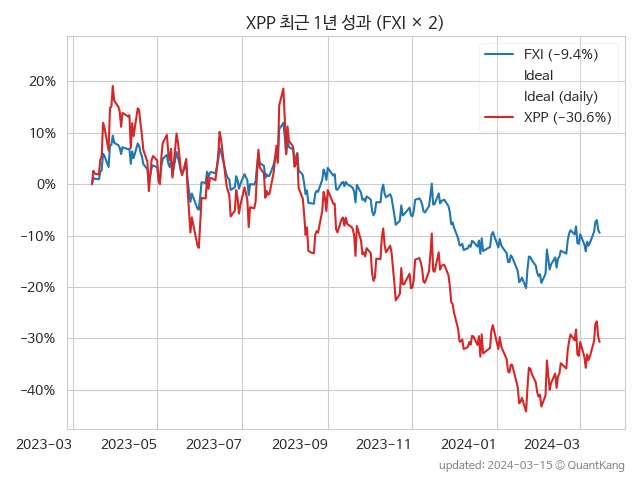 XPP 최근 1년 성과 (FXI × 2)
FXI (−9.4%)
Ideal
Ideal (daily)
XPP (−30.6%)
20%
10%
0%
−10%
−20%
−30%
−40%
2023−03 2023−05 2023−07 2023−09 2023−11 2024−01 2024−03
updated: 2024-03-15 © QuantKang